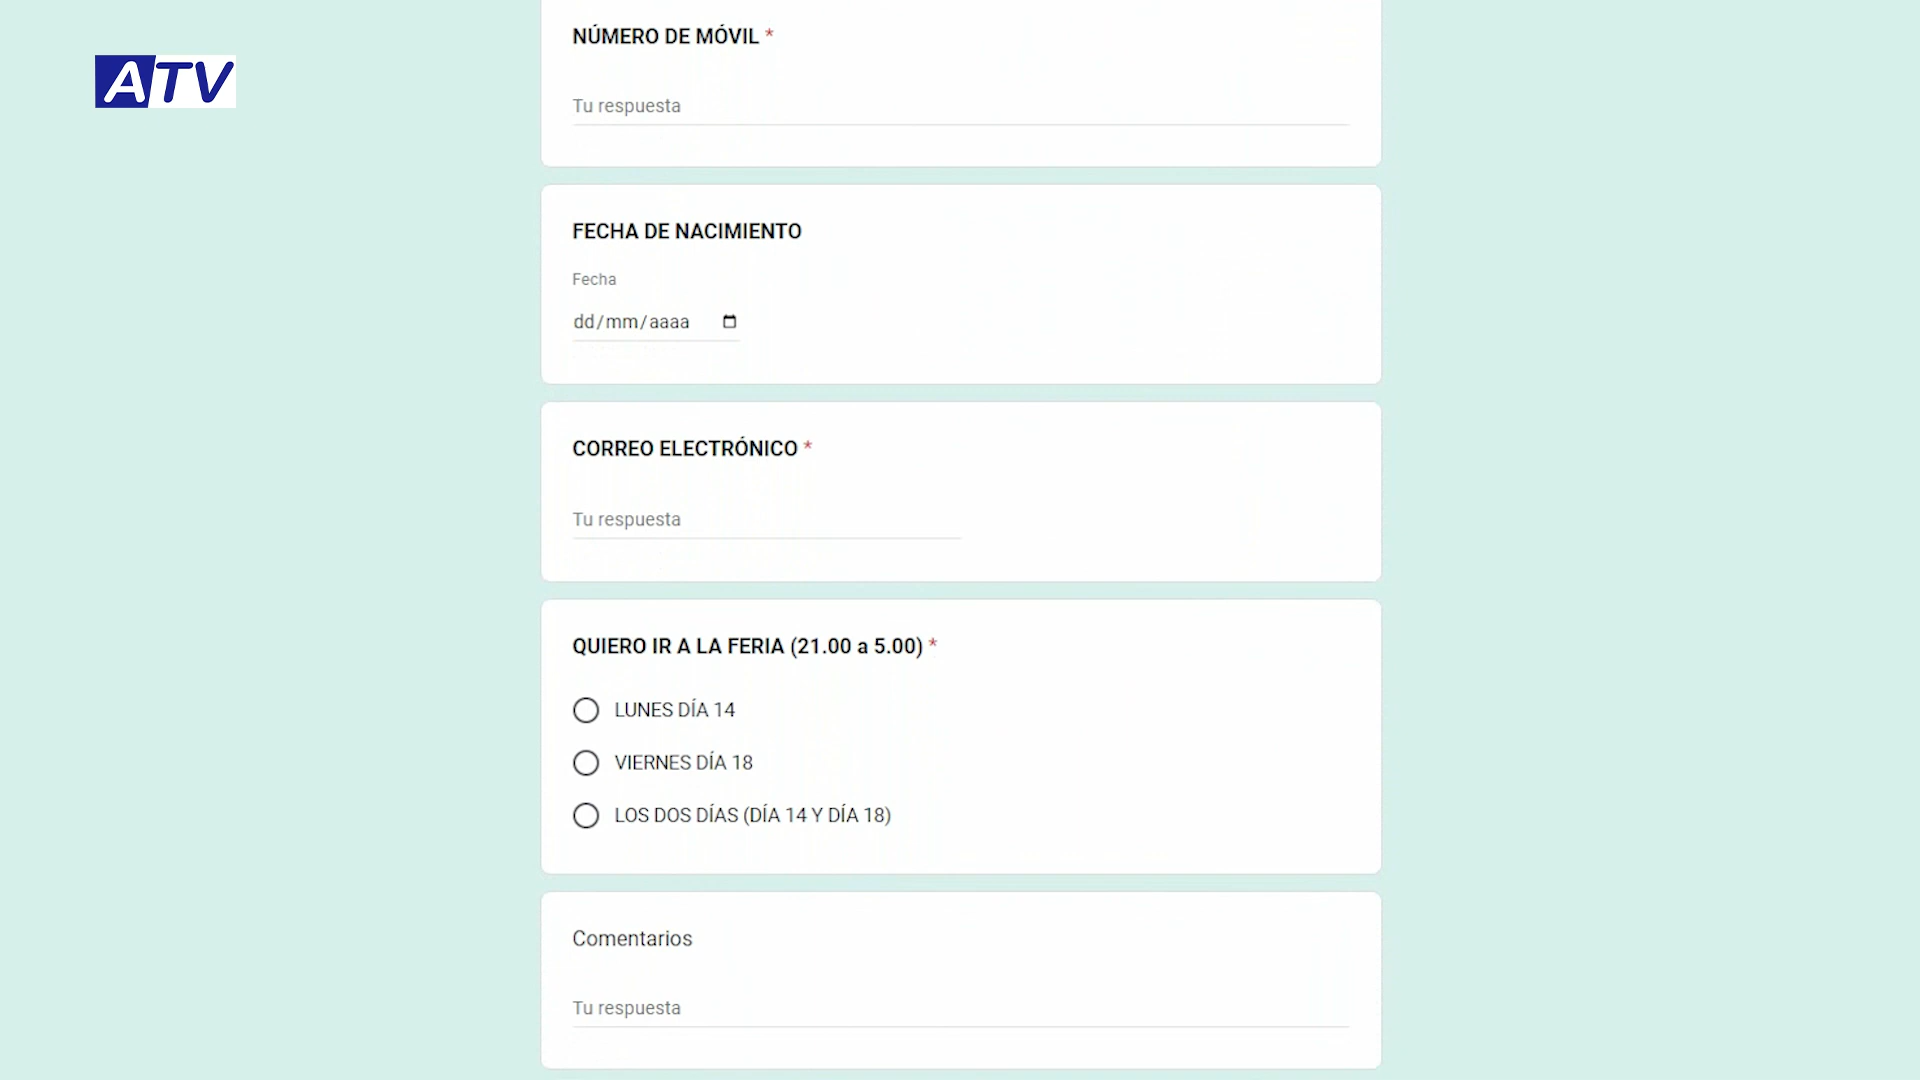 ATV
NÚMERO DE MÓVIL *
Tu respuesta
FECHA DE NACIMIENTO
Fecha
dd/mm/aaaa
CORREO ELECTRÓNICO *
Tu respuesta
QUIERO IR A LA FERIA (21.00 a 5.00) *
LUNES DÍA 14
VIERNES DÍA 18
LOS DOS DÍAS (DÍA 14 Y DÍA 18)
Comentarios
Tu respuesta